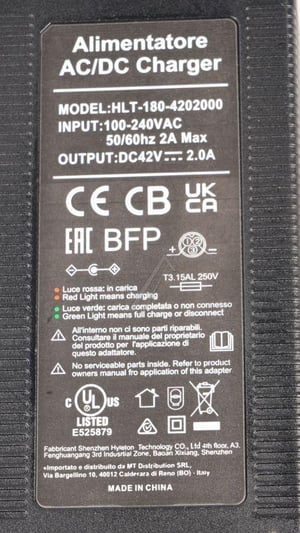 Alimentatore
AC/DC Charger
MODEL:HLT-180-4202000
INPUT:100-240VAC
50/60hz 2A Max
OUTPUT:DC42V⎓ 2.0A
CE CB UK CA
EAC BFP
T3.15AL 250V
Luce rossa: in carica
Red Light means charging
Luce verde: carica completata o non connesso
Green Light means full charge or disconnect
All'interno non ci sono parti riparabili.
Consultare il manuale del proprietario
del prodotto per l'applicazione di
questo adattatore.
No serviceable parts inside. Refer to product
owners manual fro application of this adapter
C UL US
LISTED
E525879
Fabbricant Shenzhen Hyleton Technology CO., Ltd 4th floor, A3,
Fenghuangang 3rd Indusrtial Zone, Baoan Xixiang, Shenzhen
•Importato e distribuito da MT Distribution SRL,
Via Bargellino 10, 40012 Calderara di Reno (BO) - Italy
MADE IN CHINA